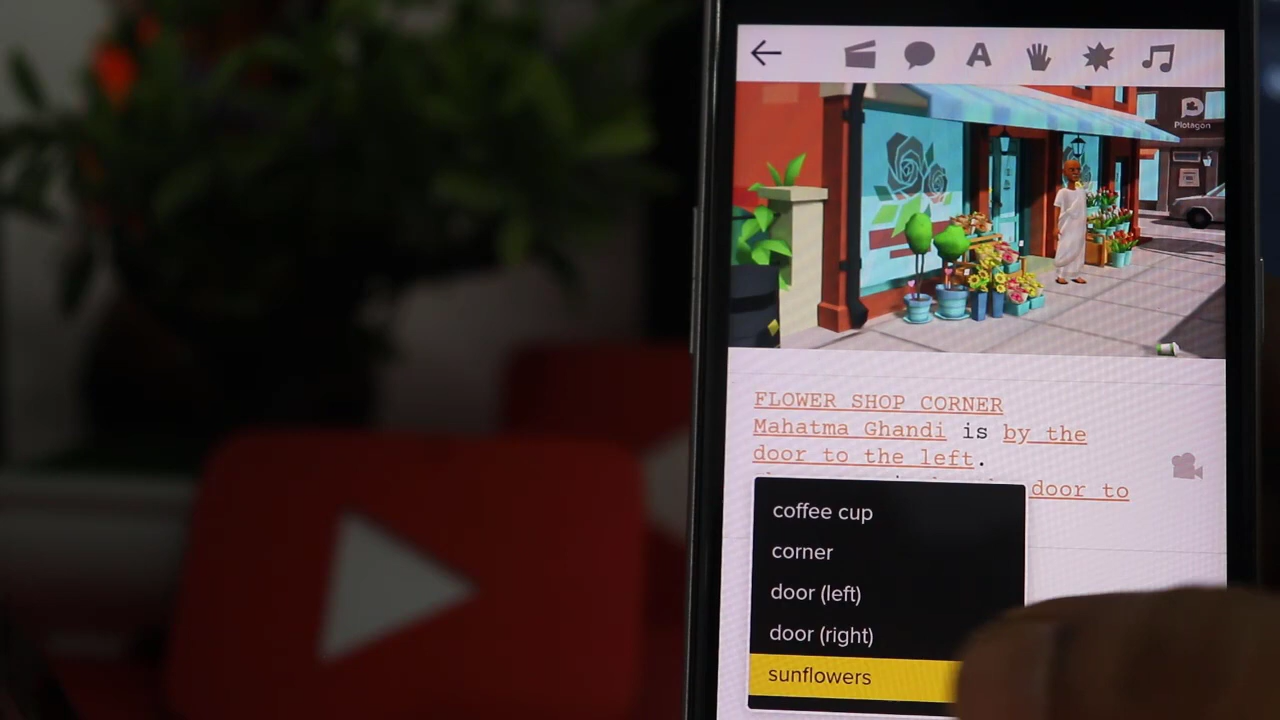 Plotagon
FLOWER SHOP CORNER
Mahatma Ghandi is by the
door to the left.
door to
coffee cup
corner
door (left)
door (right)
sunflowers